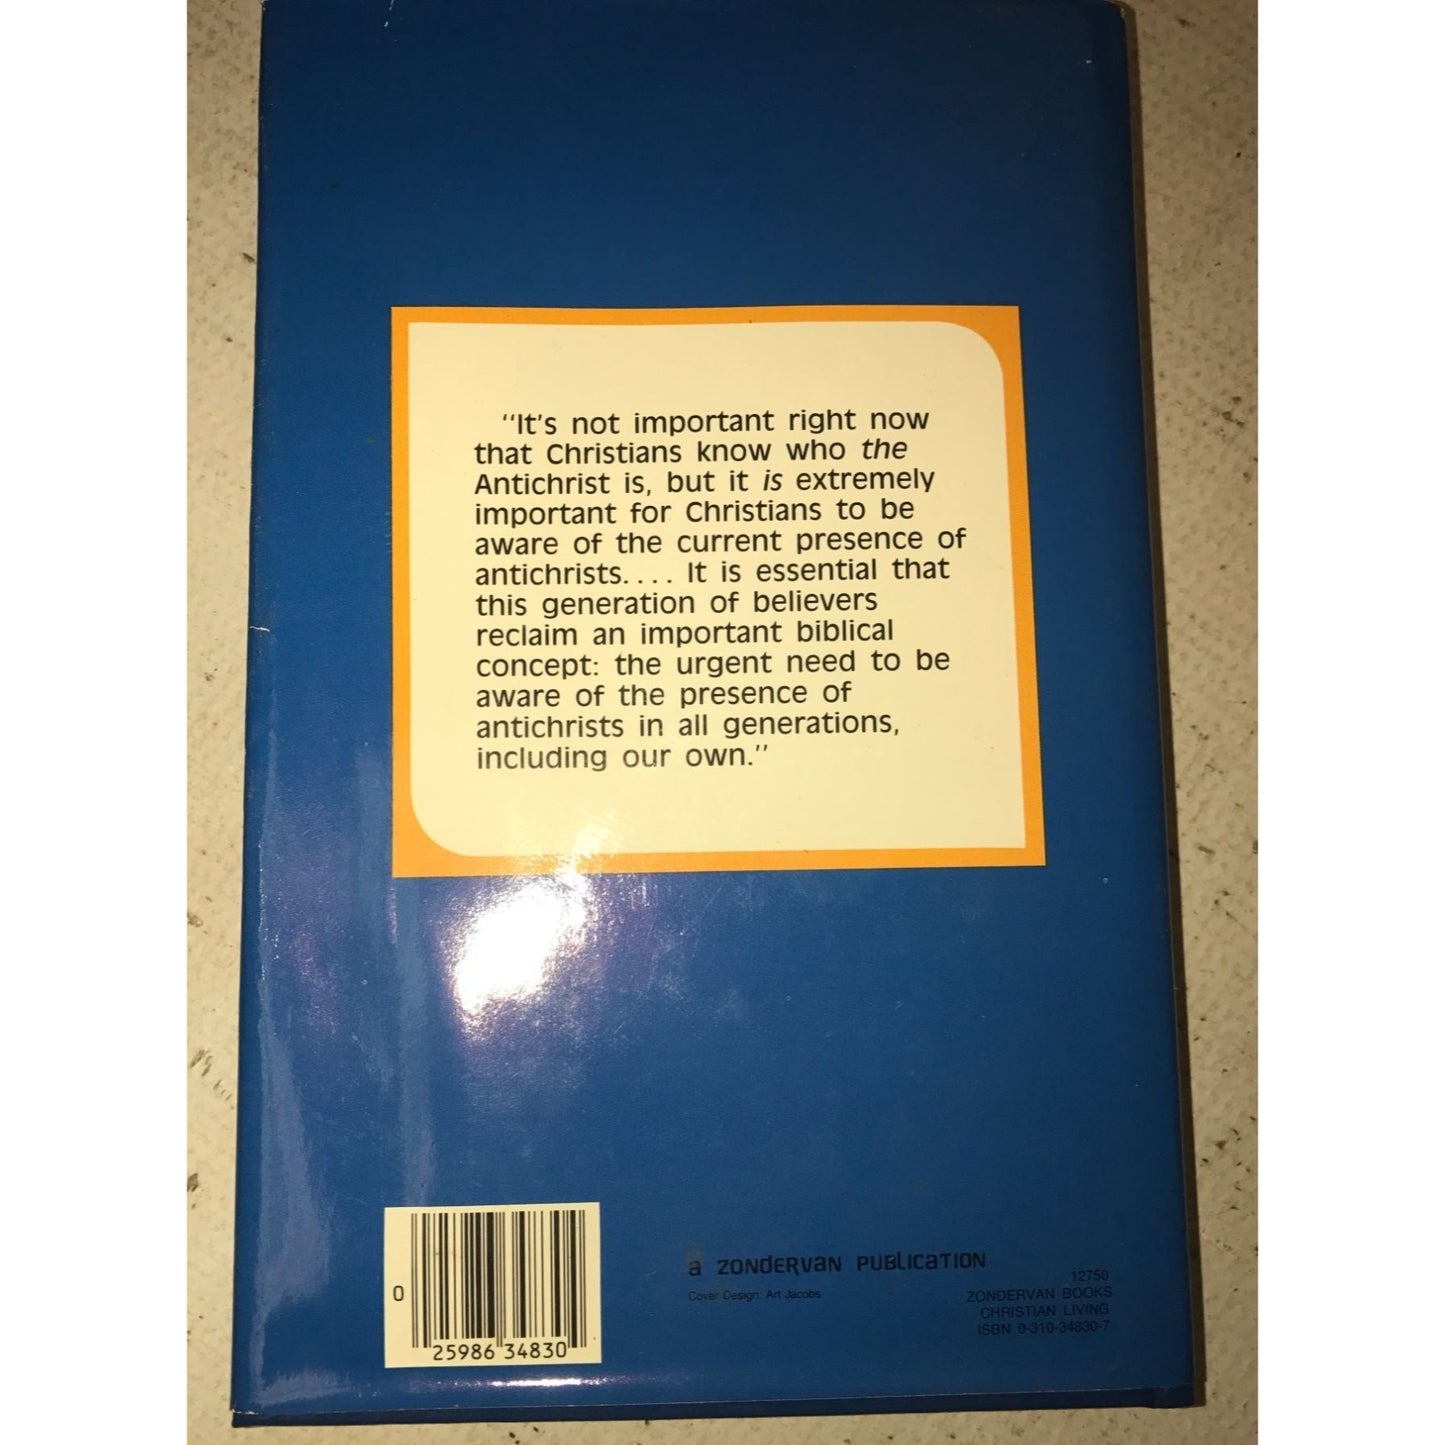 "It's not important right now
that Christians know who the
Antichrist is, but it is extremely
important for Christians to be
aware of the current presence of
antichrists.... It is essential that
this generation of believers
reclaim an important biblical
concept: the urgent need to be
aware of the presence of
antichrists in all generations,
including our own."
0
25986 34830
a ZONDERVAN PUBLICATION
Cover Design: Art Jacobs
12750
ZONDERVAN BOOKS
CHRISTIAN LIVING
ISBN 0-310-34830-7